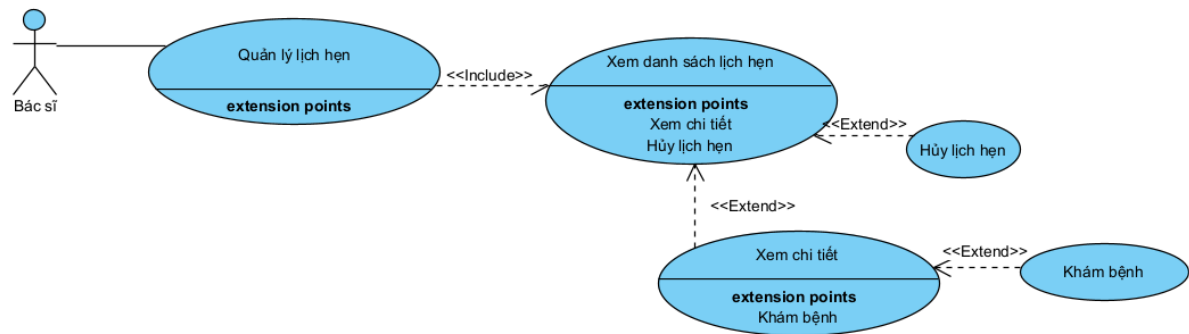 Bác sĩ
Quản lý lịch hẹn
extension points
<<Include>>
Xem danh sách lịch hẹn
extension points
Xem chi tiết
Hủy lịch hẹn
<<Extend>>
Hủy lịch hẹn
<<Extend>>
Xem chi tiết
extension points
Khám bệnh
<<Extend>>
Khám bệnh